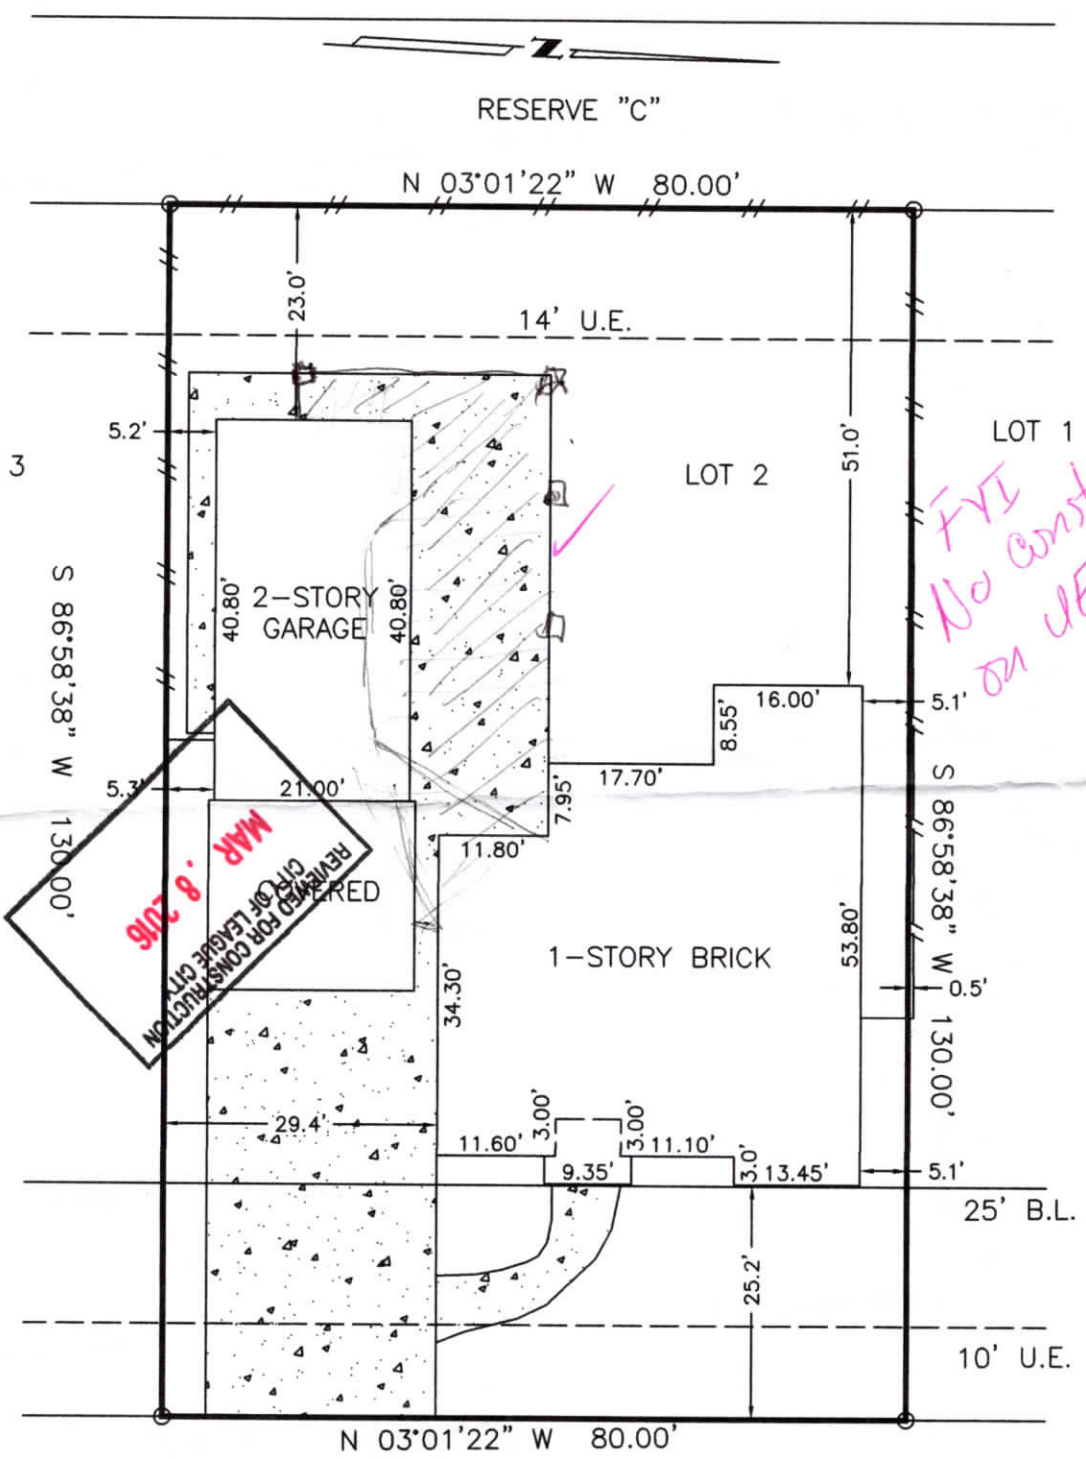 N
RESERVE "C"
N 03°01'22" W 80.00'
23.0'
14' U.E.
5.2'
51.0'
LOT 1
3
LOT 2
FYI
No
on
S 86°58'38" W 130.00'
40.80'
2-STORY
GARAGE
40.80'
16.00'
5.1'
8.55'
17.70'
5.3'
21.00'
7.95'
11.80'
S 86°58'38" W 130.00'
MAR . 8 2016
REVIEWED FOR CONSTRUCTION
CITY OF LEAGUE CITY
53.80'
1-STORY BRICK
34.30'
0.5'
29.4'
3.00'
3.00'
11.60'
11.10'
9.35'
3.0'
13.45'
5.1'
25' B.L.
25.2'
10' U.E.
N 03°01'22" W 80.00'